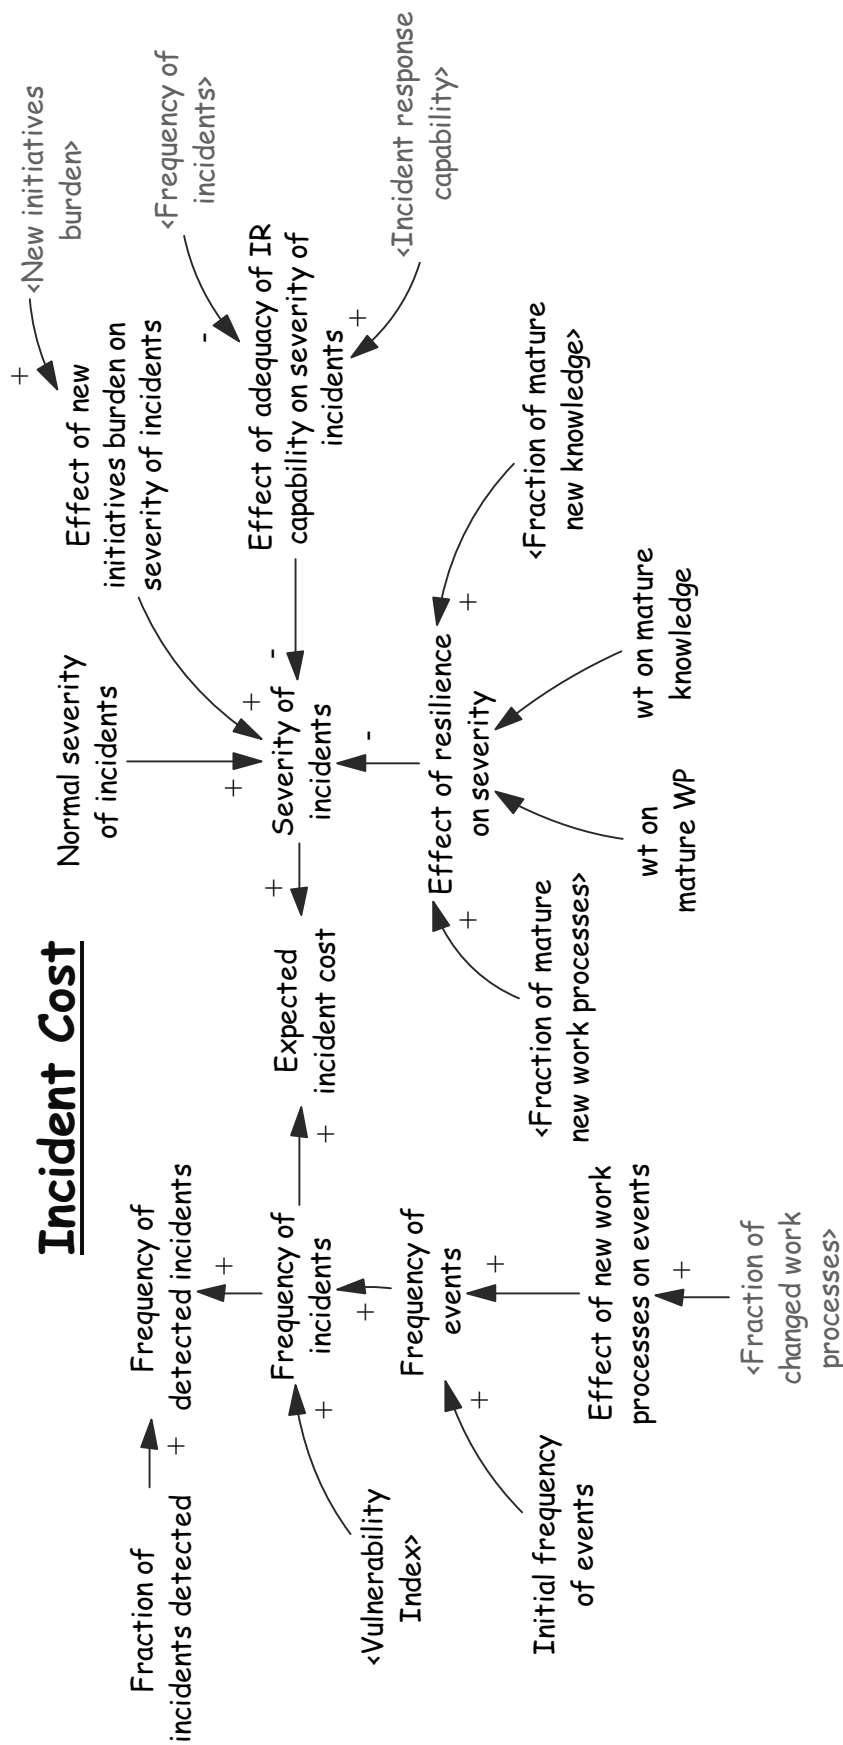 Incident Cost
Fraction of
incidents detected
+
Frequency of
detected incidents
+
<Vulnerability
Index>
+
Frequency of
incidents
+
Initial frequency
of events
+
Frequency of
events
+
+
Effect of new work
processes on events
+
<Fraction of
changed work
processes>
Expected
incident cost
+
Normal severity
of incidents
+
Severity of
incidents
+
-
-
Effect of new
initiatives burden on
severity of incidents
+
<New initiatives
burden>
Effect of adequacy of IR
capability on severity of
incidents
-
<Frequency of
incidents>
+
<Incident response
capability>
Effect of resilience
on severity
+
<Fraction of mature
new work processes>
wt on
mature WP
wt on mature
knowledge
+
<Fraction of mature
new knowledge>